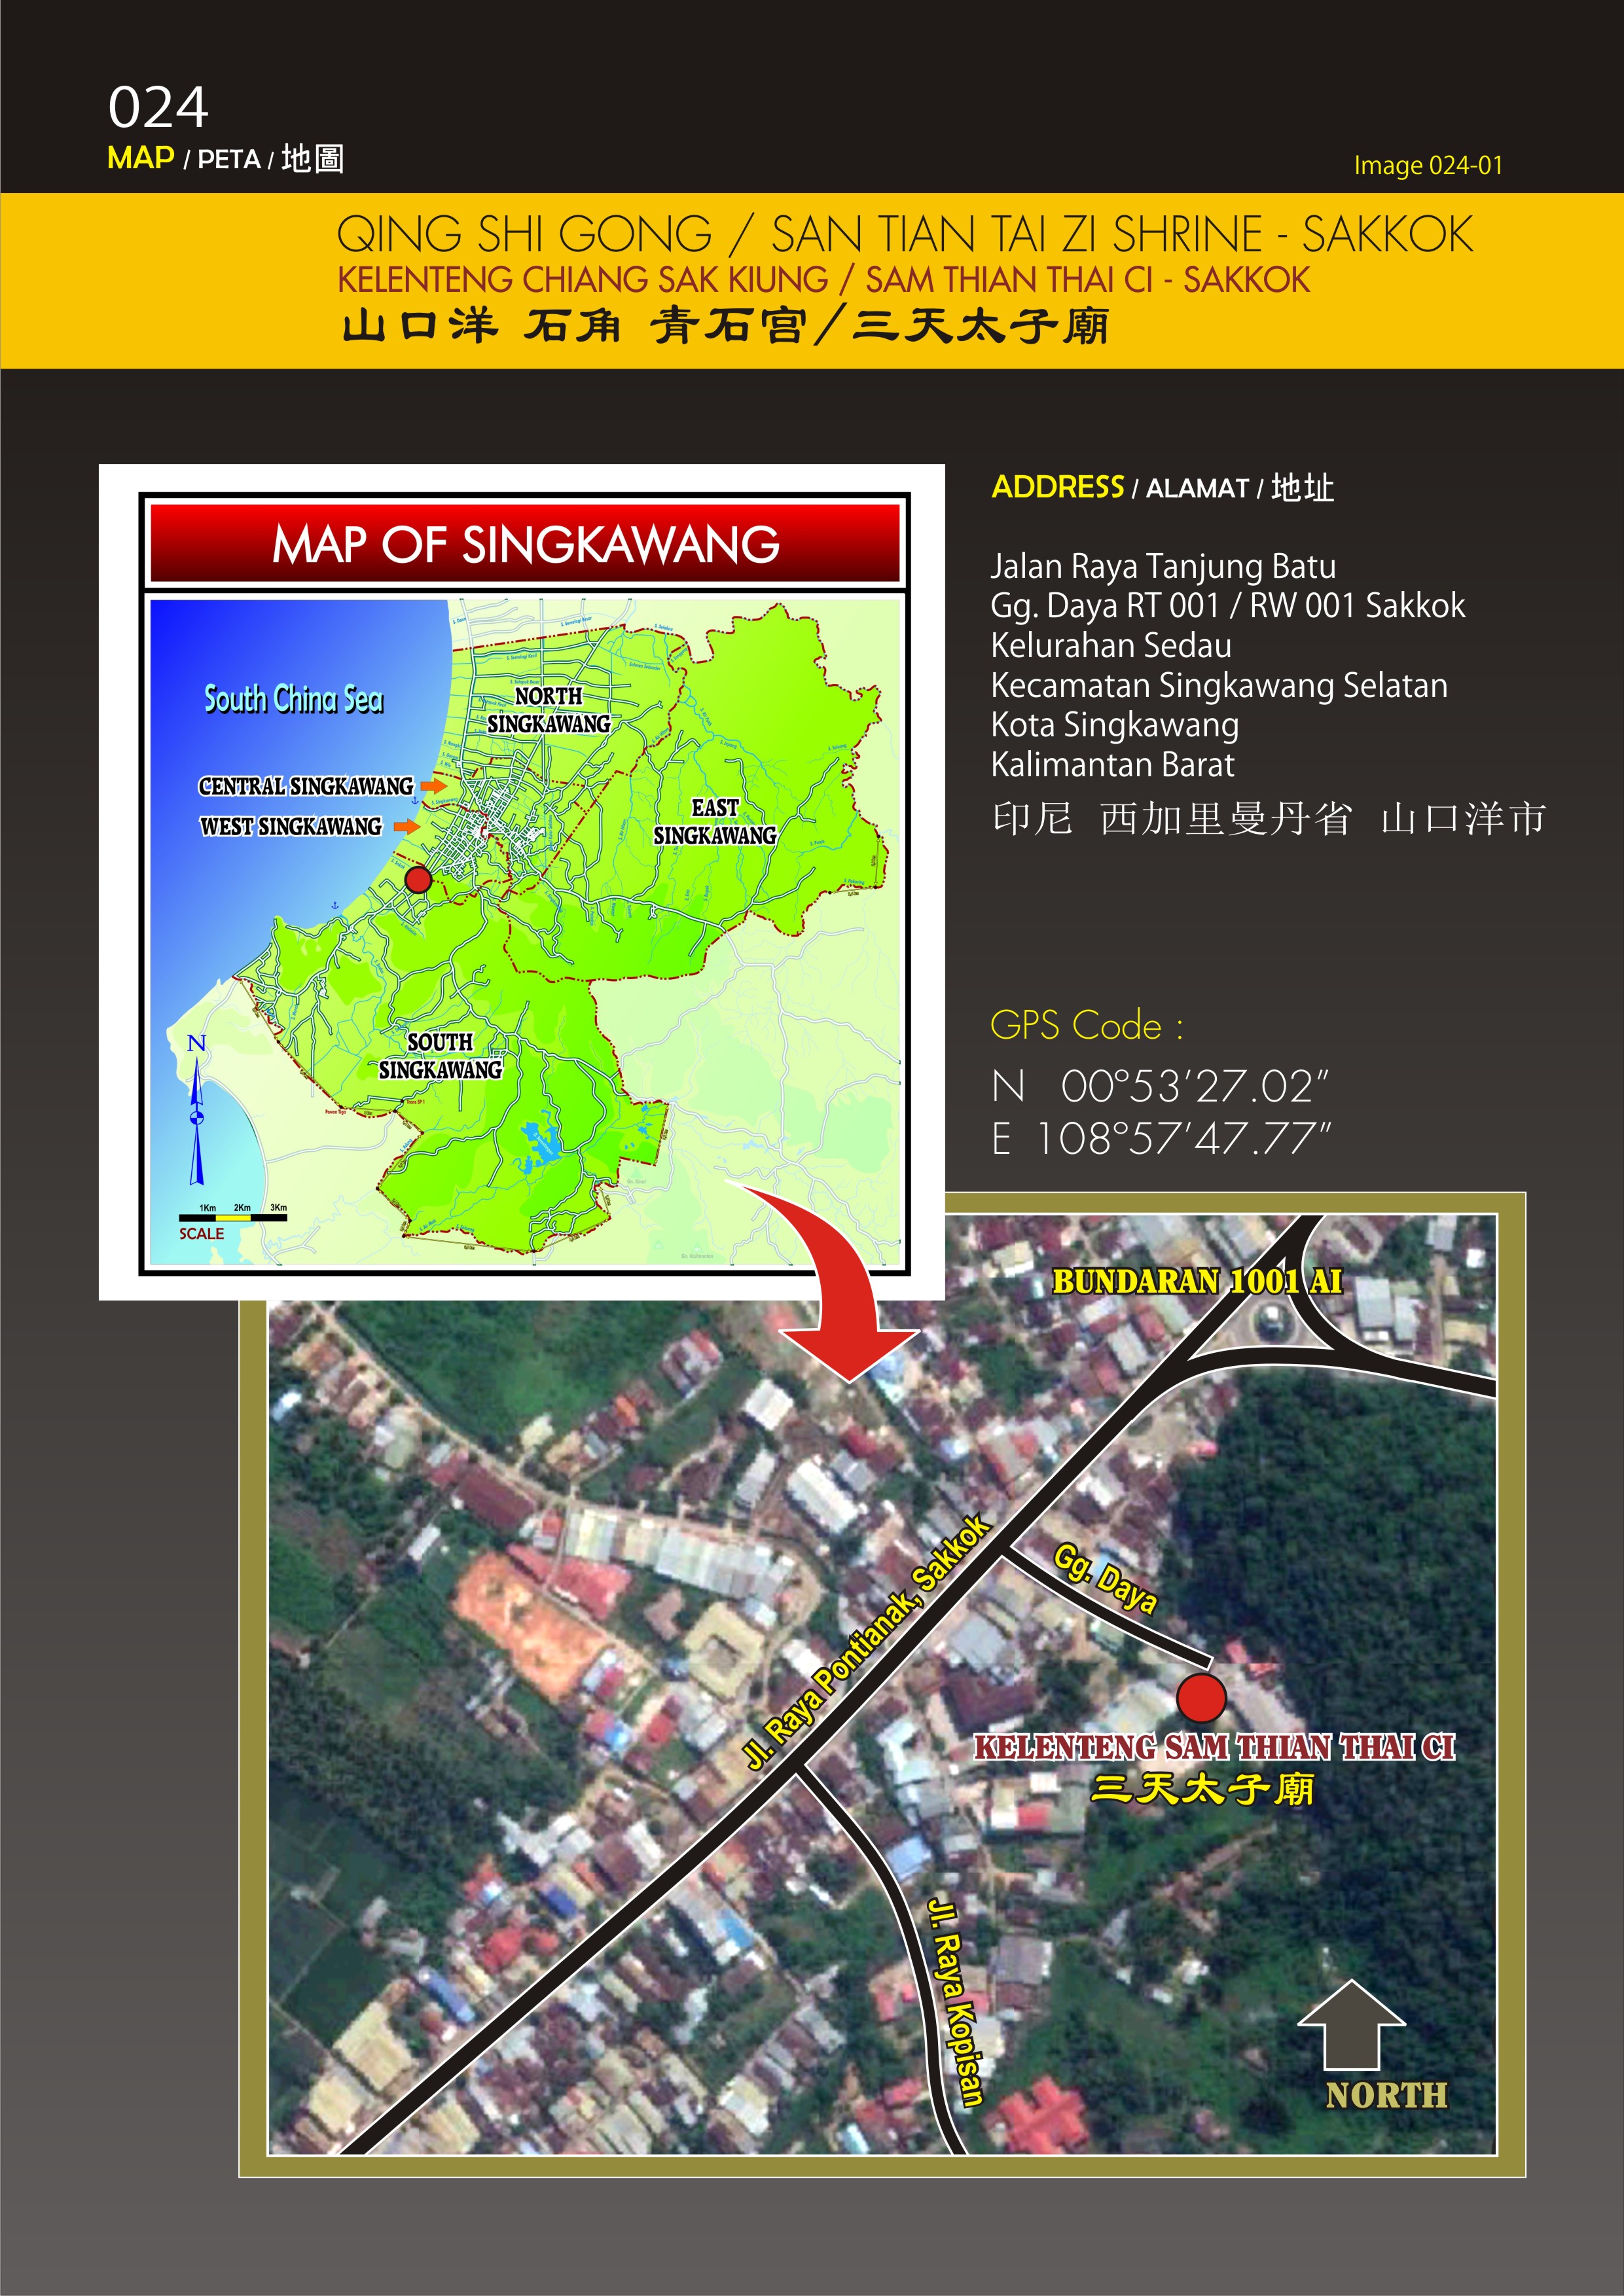 024
MAP / PETA / 地圖
Image 024-01
QING SHI GONG / SAN TIAN TAI ZI SHRINE - SAKKOK
KELENTENG CHIANG SAK KIUNG / SAM THIAN THAI CI - SAKKOK
山口洋 石角 青石宫/三天太子廟
MAP OF SINGKAWANG
South China Sea
NORTH
SINGKAWANG
CENTRAL SINGKAWANG
WEST SINGKAWANG
EAST
SINGKAWANG
SOUTH
SINGKAWANG
N
1Km 2Km 3Km
SCALE
ADDRESS / ALAMAT / 地址
Jalan Raya Tanjung Batu
Gg. Daya RT 001 / RW 001 Sakkok
Kelurahan Sedau
Kecamatan Singkawang Selatan
Kota Singkawang
Kalimantan Barat
印尼 西加里曼丹省 山口洋市
GPS Code :
N 00°53'27.02"
E 108°57'47.77"
BUNDARAN 1001 AI
Jl. Raya Pontianak, Sakkok
Gg. Daya
KELENTENG SAM THIAN THAI CI
三天太子廟
Jl. Raya Kopisan
NORTH